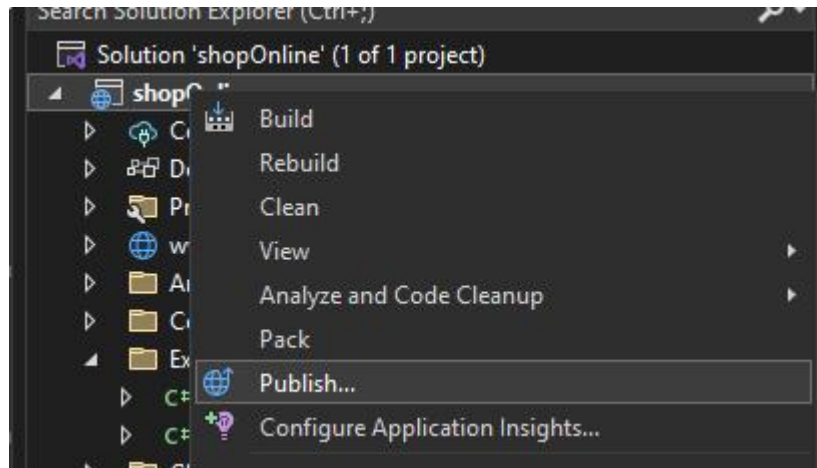 Search Solution Explorer (Ctrl+;)
Solution 'shopOnline' (1 of 1 project)
Build
Rebuild
Clean
View
Analyze and Code Cleanup
Pack
Publish...
Configure Application Insights...